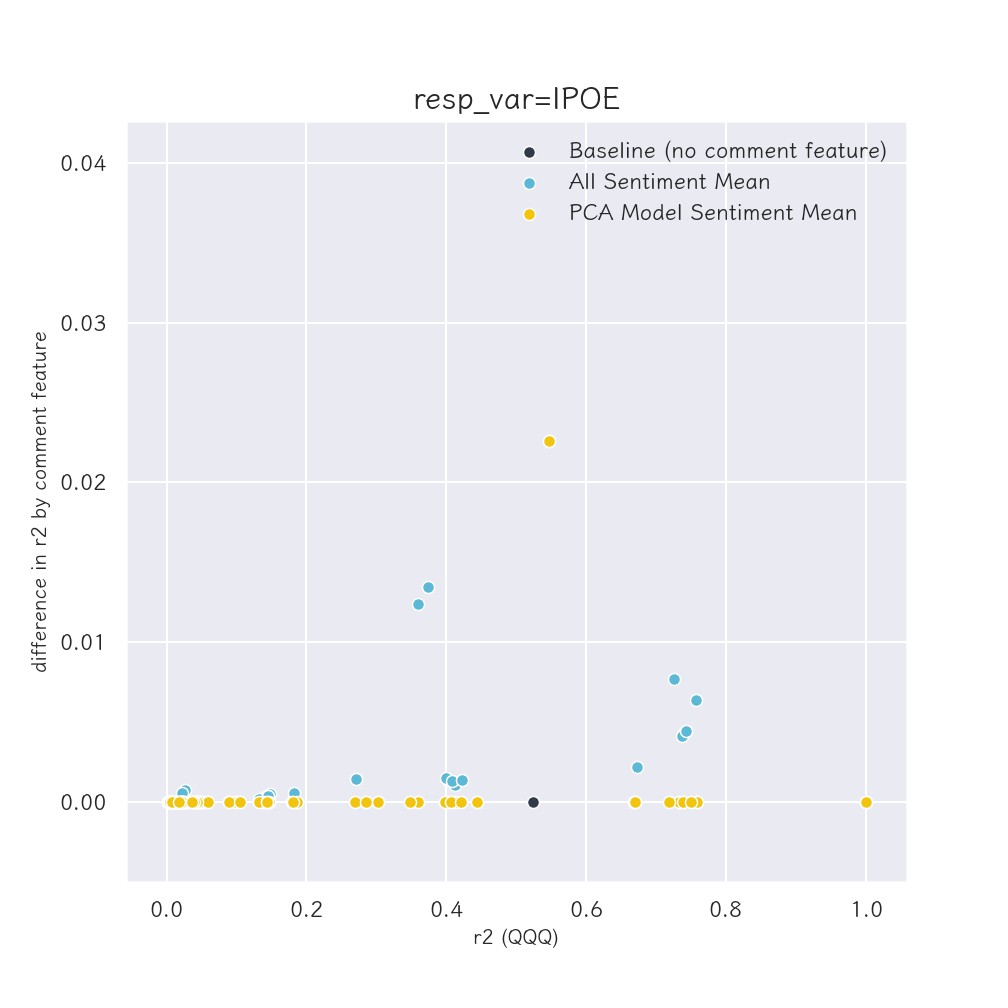 resp_var=IPOE
Baseline (no comment feature)
All Sentiment Mean
PCA Model Sentiment Mean
difference in r2 by comment feature
0.04
0.03
0.02
0.01
0.00
0.0 0.2 0.4 0.6 0.8 1.0
r2 (QQQ)